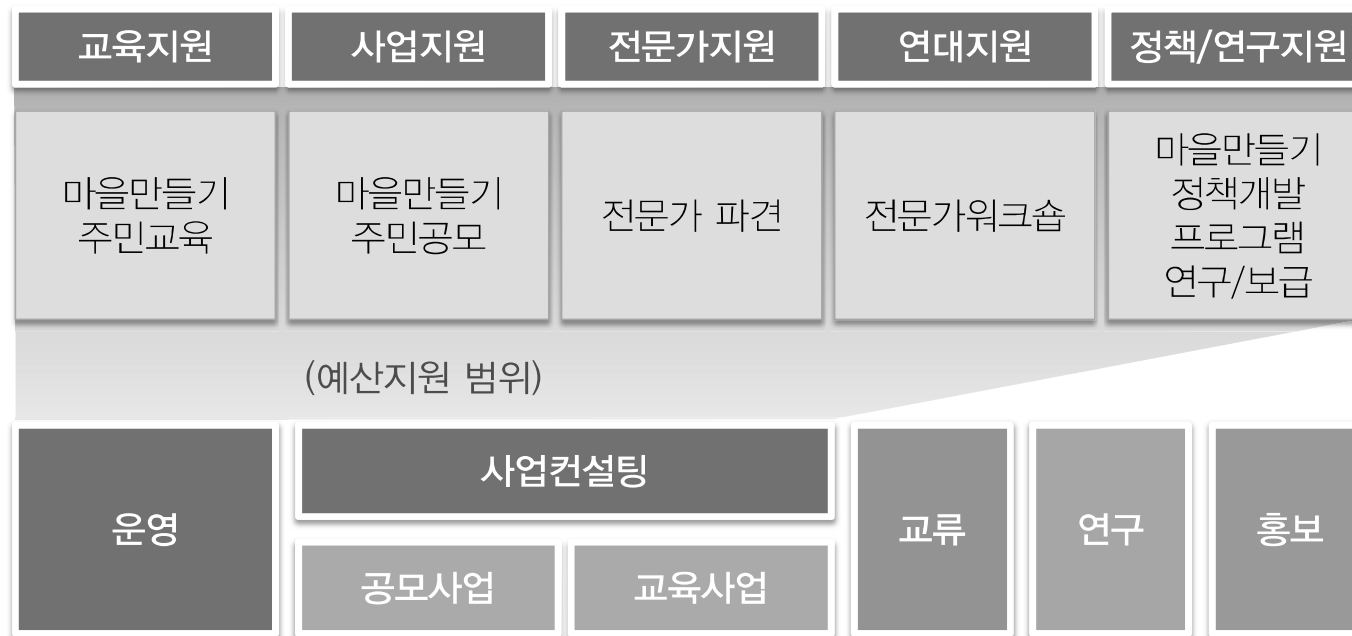 교육지원
사업지원
전문가지원
연대지원
정책/연구지원
마을만들기
주민교육
마을만들기
주민공모
전문가 파견
전문가워크숍
마을만들기
정책개발
프로그램
연구/보급
(예산지원 범위)
운영
사업컨설팅
공모사업
교육사업
교류
연구
홍보